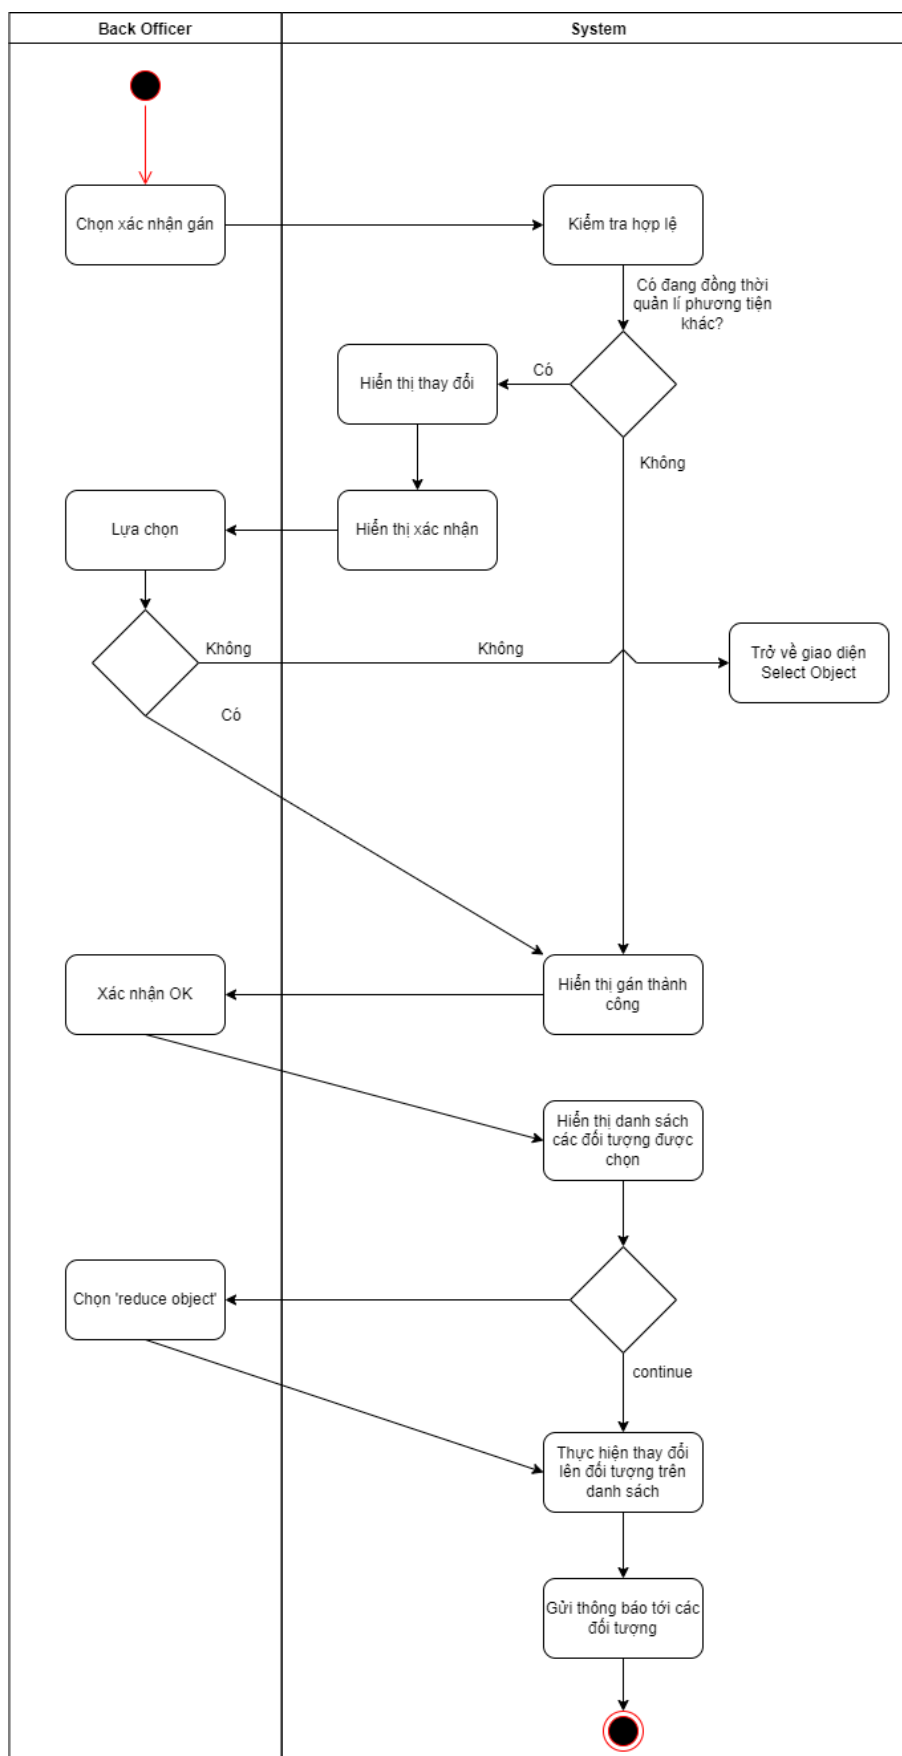 Back Officer
System
Chọn xác nhận gán
Kiểm tra hợp lệ
Có đang đồng thời
quản lí phương tiện
khác?
Hiển thị thay đổi
Có
Không
Lựa chọn
Hiển thị xác nhận
Không
Không
Trở về giao diện
Select Object
Có
Xác nhận OK
Hiển thị gán thành
công
Hiển thị danh sách
các đối tượng được
chọn
Chọn 'reduce object'
continue
Thực hiện thay đổi
lên đối tượng trên
danh sách
Gửi thông báo tới các
đối tượng